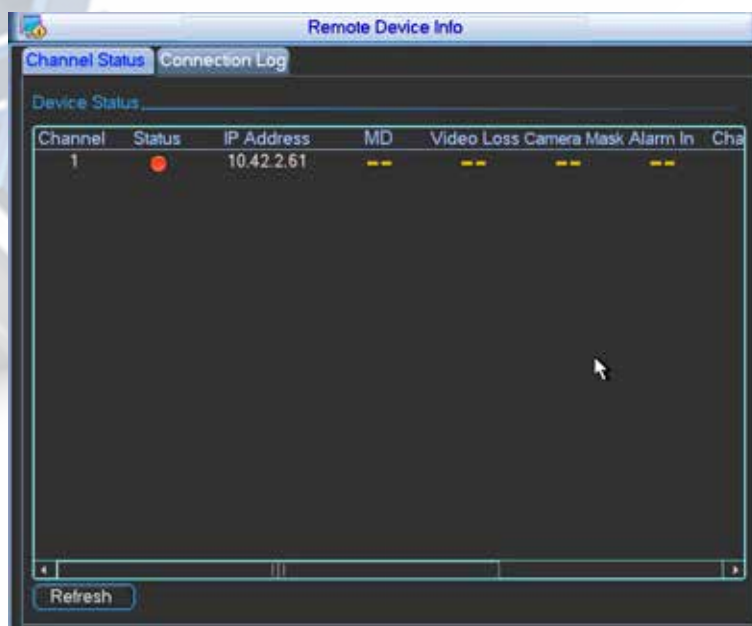 Remote Device Info
Channel Status Connection Log
Device Status
Channel Status IP Address MD Video Loss Camera Mask Alarm In Cha
1 10.42.2.61 -- -- -- --
Refresh